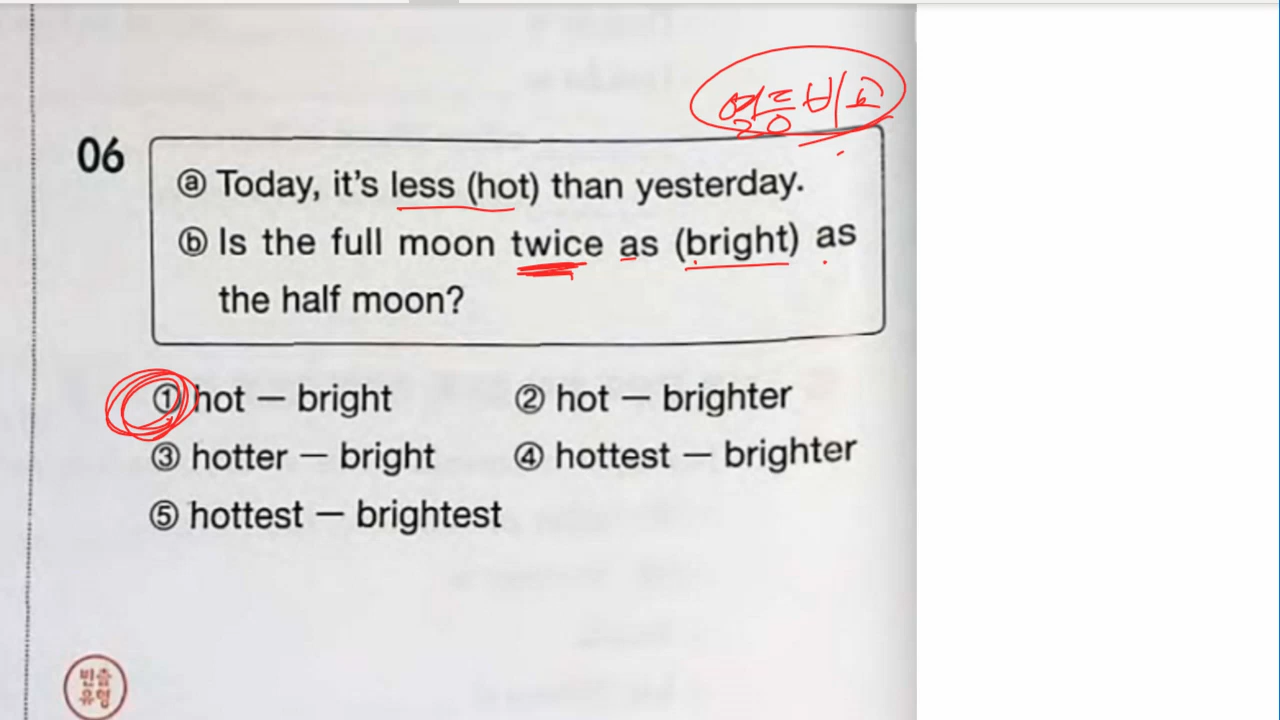 열등비교
06
ⓐ Today, it's less (hot) than yesterday.
ⓑ Is the full moon twice as (bright) as
the half moon?
① hot — bright ② hot — brighter
③ hotter — bright ④ hottest — brighter
⑤ hottest — brightest
빈출
유형